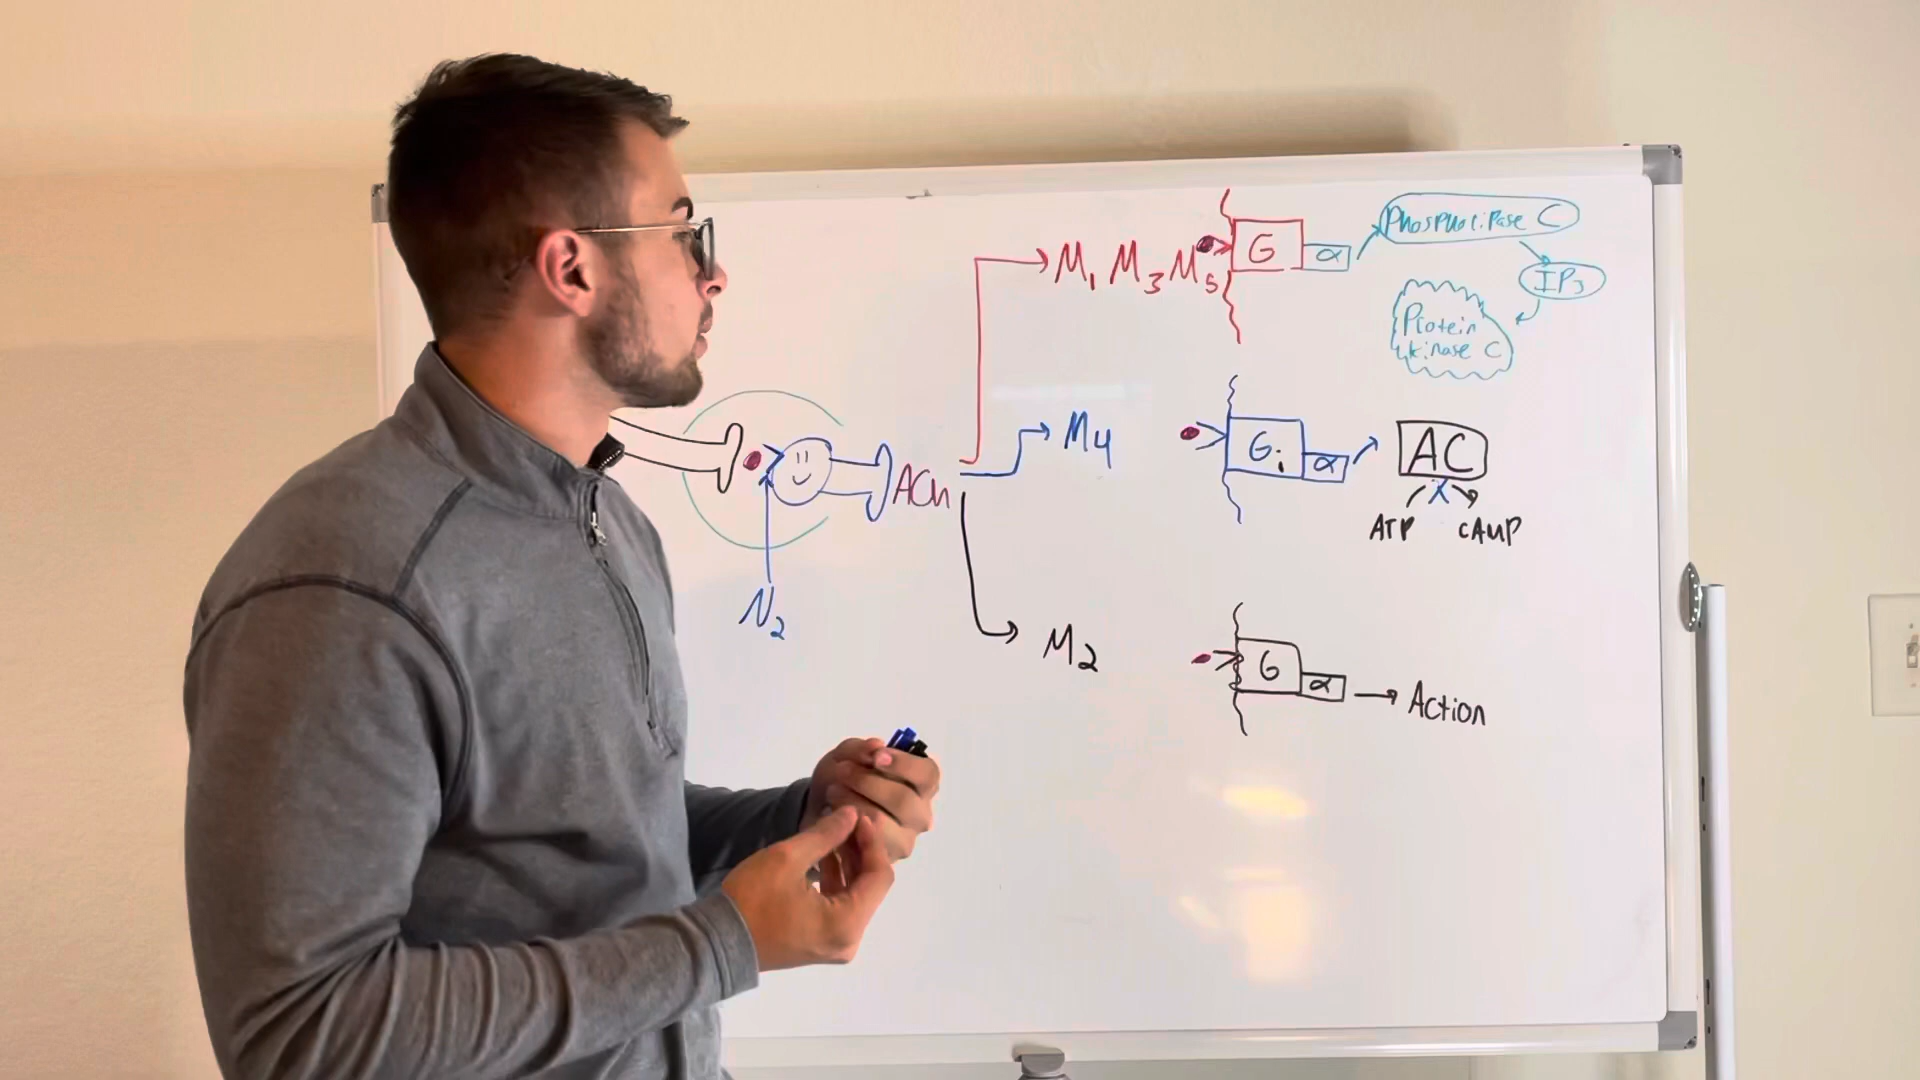 M1 M3 M5
G α
Phospholipase C
IP3
Protein
kinase C
N2
ACh
M4
Gi α
AC
X
ATP cAMP
M2
G α
Action